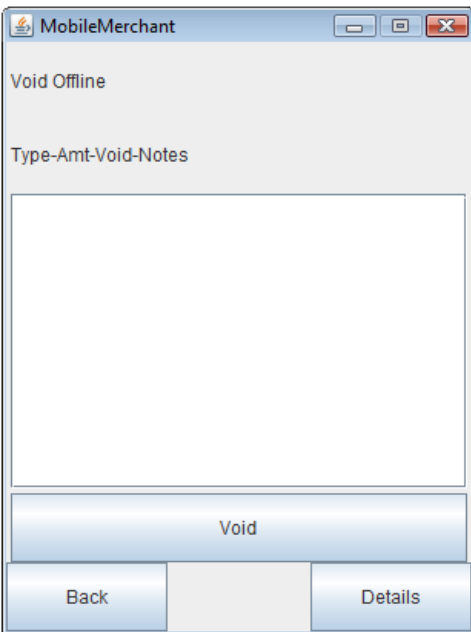 MobileMerchant
Void Offline
Type-Amt-Void-Notes
Void
Back
Details